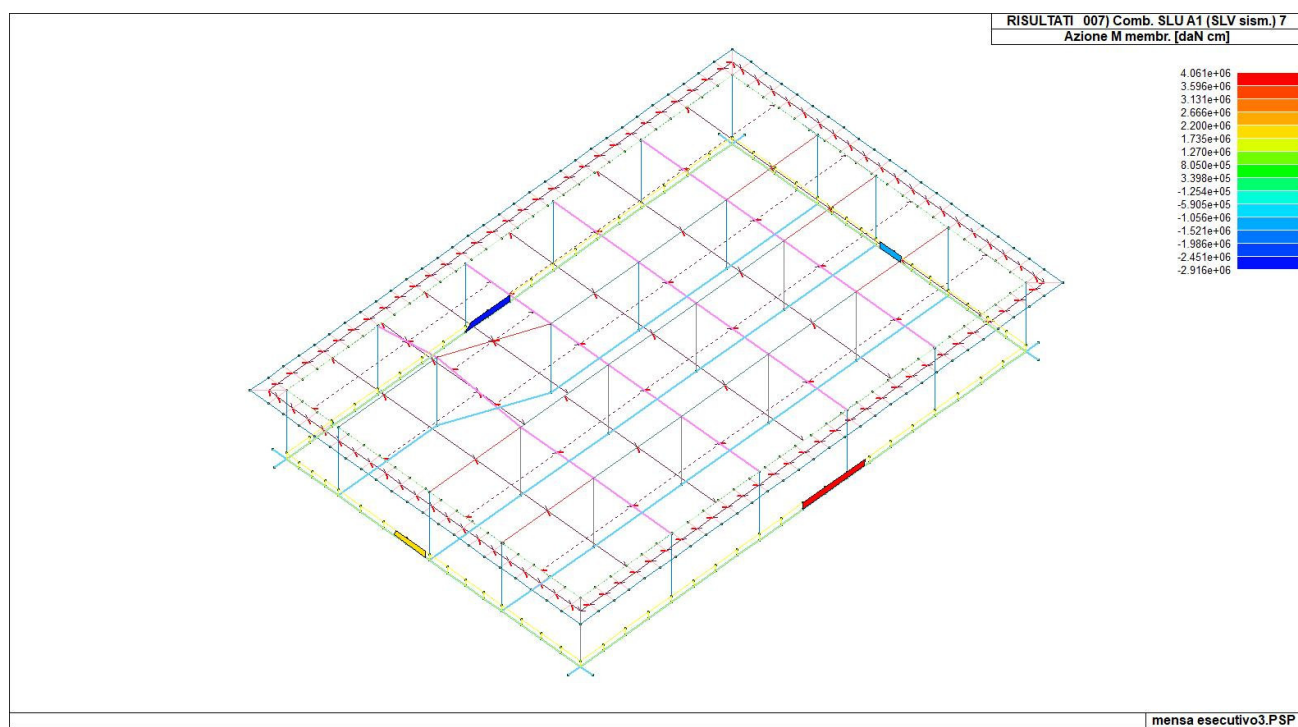 RISULTATI 007) Comb. SLU A1 (SLV sism.) 7
Azione M membr. [daN cm]
4.061e+06
3.596e+06
3.131e+06
2.666e+06
2.200e+06
1.735e+06
1.270e+06
8.050e+05
3.398e+05
-1.254e+05
-5.905e+05
-1.056e+06
-1.521e+06
-1.986e+06
-2.451e+06
-2.916e+06
mensa esecutivo3.PSP